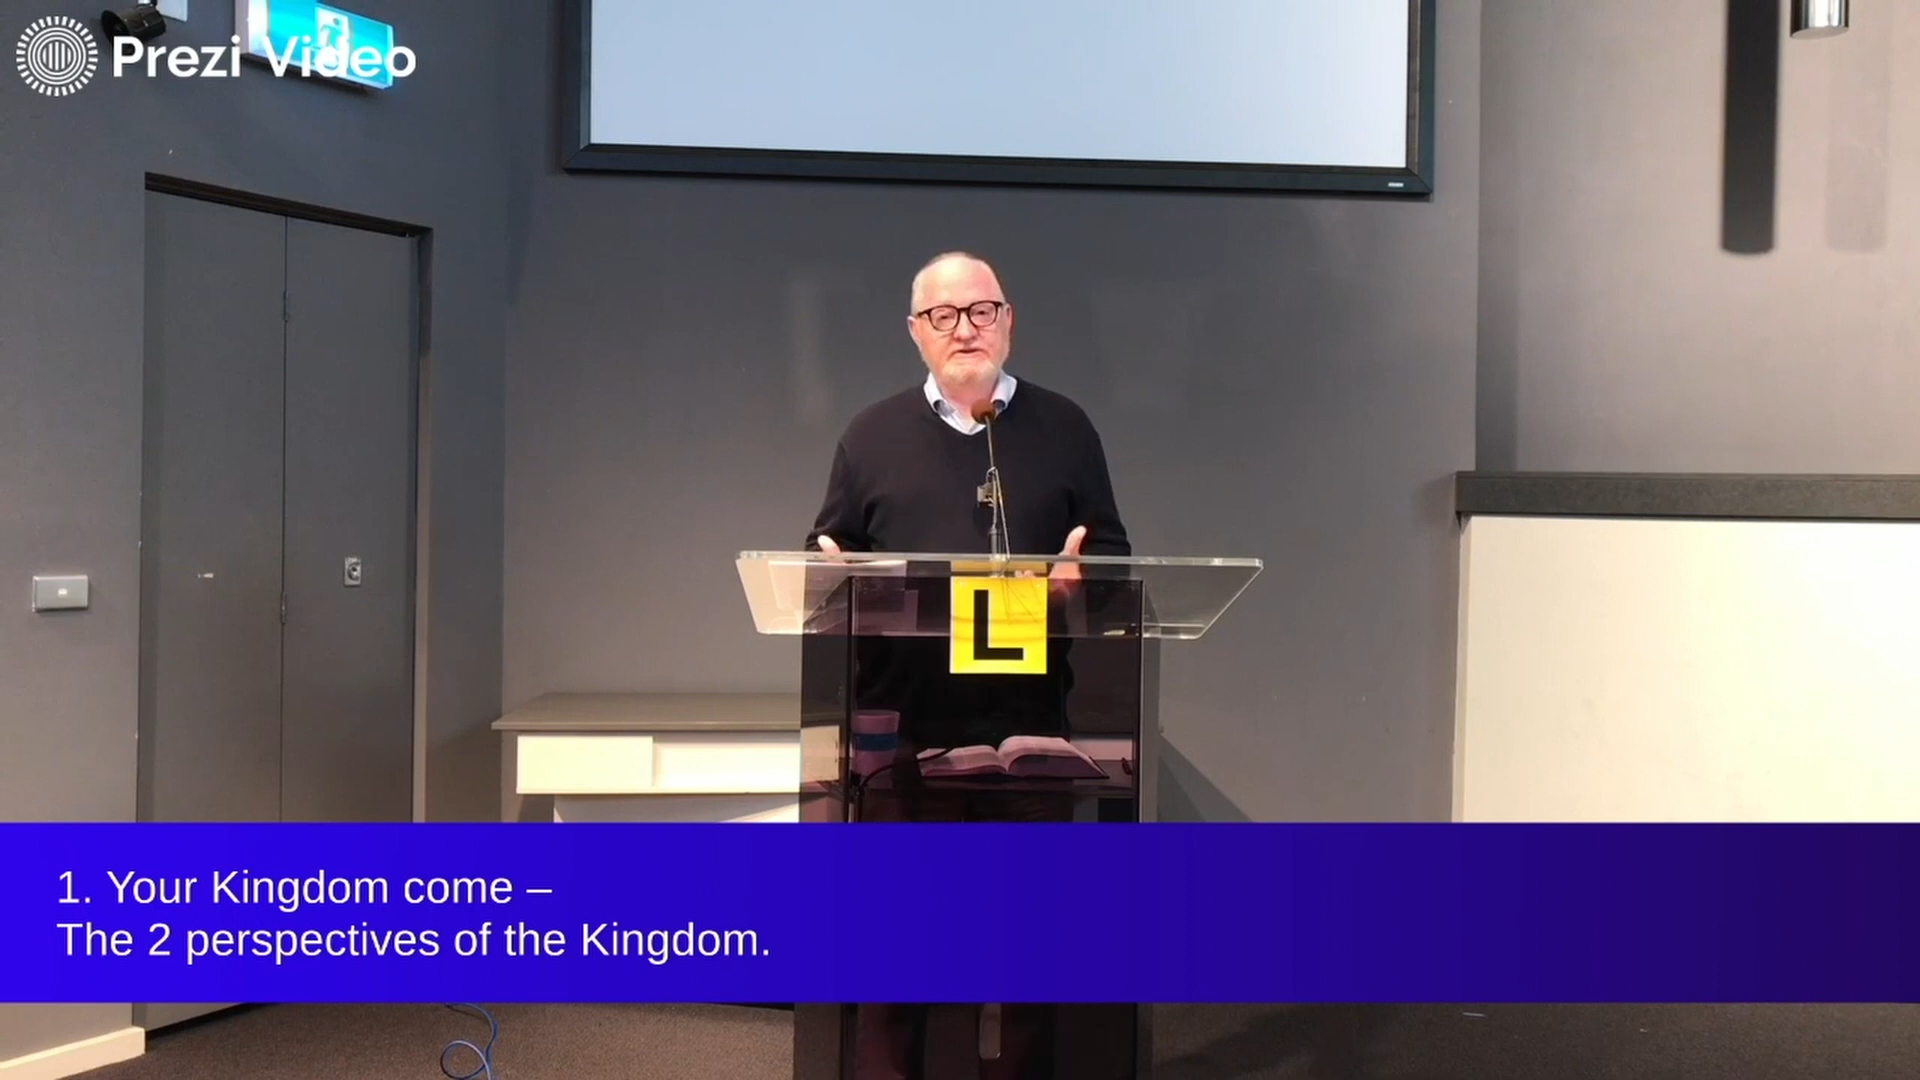 Prezi Video
L
1. Your Kingdom come –
The 2 perspectives of the Kingdom.